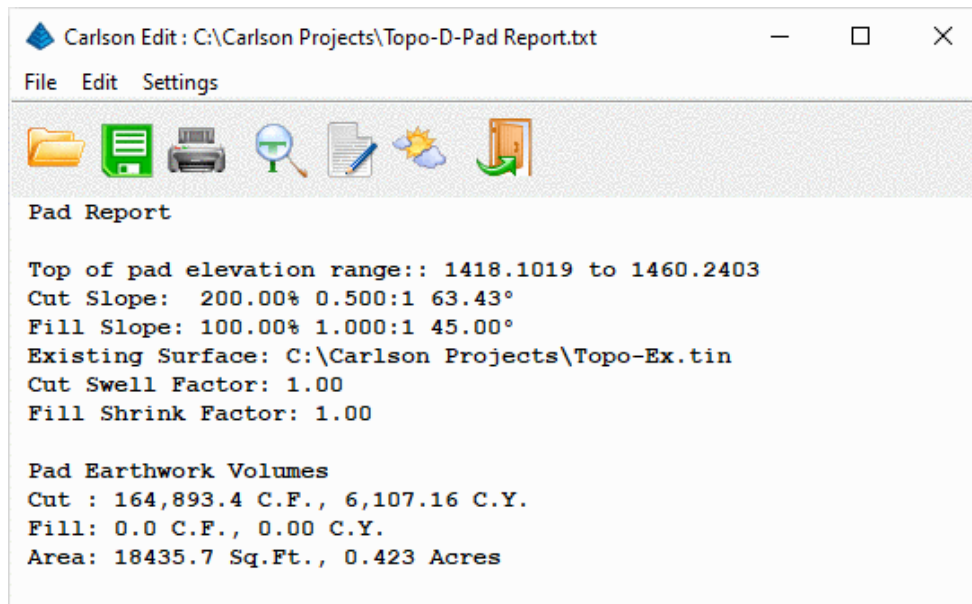 Carlson Edit : C:\Carlson Projects\Topo-D-Pad Report.txt
File Edit Settings
Pad Report
Top of pad elevation range:: 1418.1019 to 1460.2403
Cut Slope:  200.00% 0.500:1 63.43°
Fill Slope: 100.00% 1.000:1 45.00°
Existing Surface: C:\Carlson Projects\Topo-Ex.tin
Cut Swell Factor: 1.00
Fill Shrink Factor: 1.00
Pad Earthwork Volumes
Cut : 164,893.4 C.F., 6,107.16 C.Y.
Fill: 0.0 C.F., 0.00 C.Y.
Area: 18435.7 Sq.Ft., 0.423 Acres